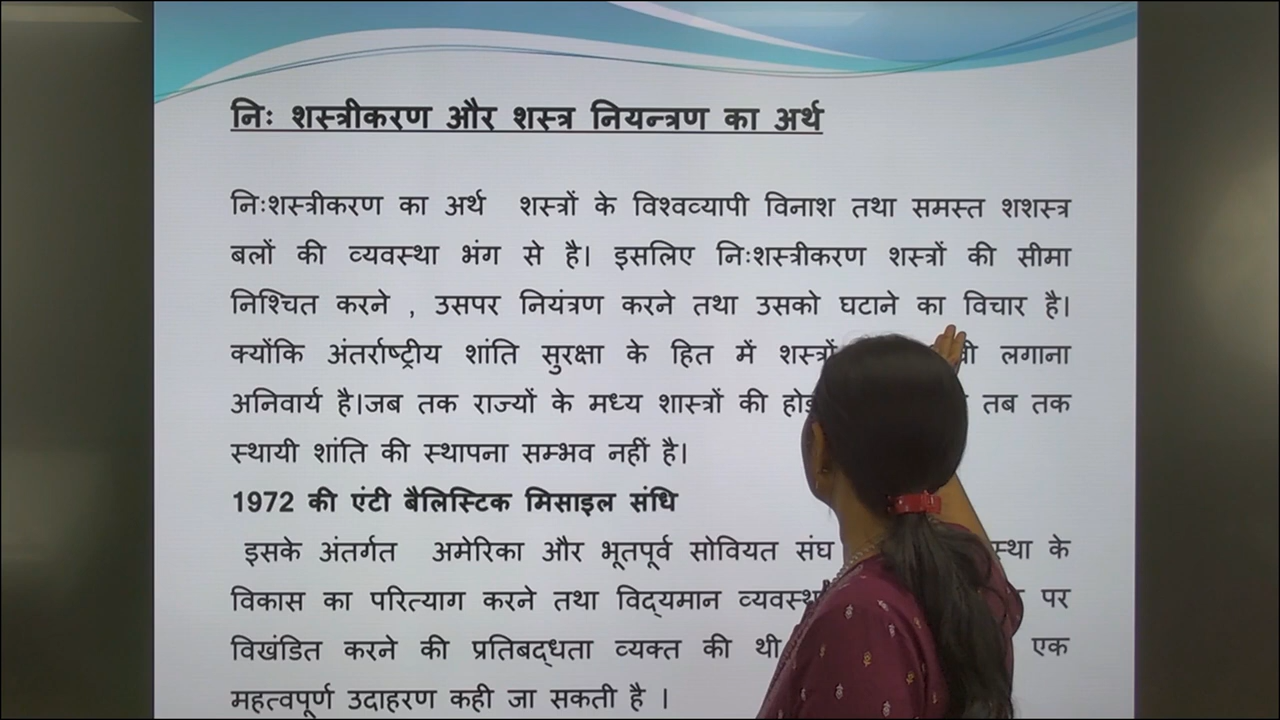 निः शस्त्रीकरण और शस्त्र नियन्त्रण का अर्थ
निःशस्त्रीकरण का अर्थ शस्त्रों के विश्वव्यापी विनाश तथा समस्त शशस्त्र
बलों की व्यवस्था भंग से है। इसलिए निःशस्त्रीकरण शस्त्रों की सीमा
निश्चित करने , उसपर नियंत्रण करने तथा उसको घटाने का विचार है।
क्योंकि अंतर्राष्ट्रीय शांति सुरक्षा के हित में शस्त्रों लगाना
अनिवार्य है।जब तक राज्यों के मध्य शास्त्रों की तब तक
स्थायी शांति की स्थापना सम्भव नहीं है।
1972 की एंटी बैलिस्टिक मिसाइल संधि
इसके अंतर्गत अमेरिका और भूतपूर्व सोवियत संघ के
विकास का परित्याग करने तथा विद्यमान पर
विखंडित करने की प्रतिबद्धता व्यक्त की थी एक
महत्वपूर्ण उदाहरण कही जा सकती है ।